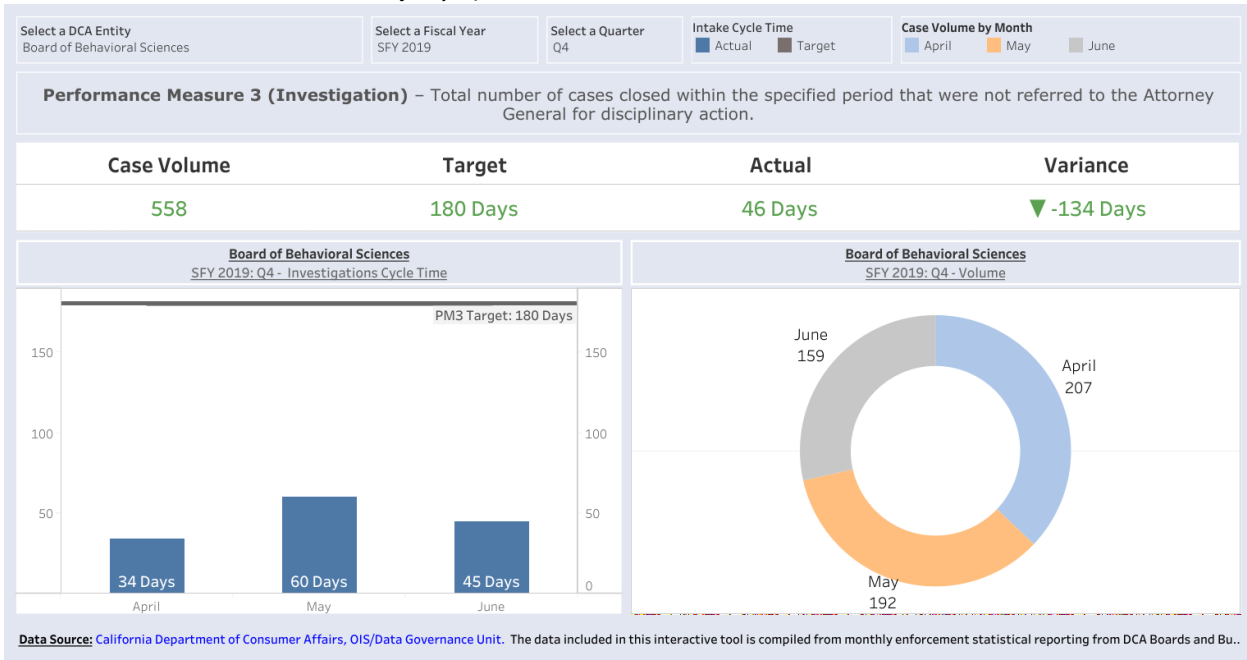 Select a DCA Entity
Board of Behavioral Sciences
Select a Fiscal Year
SFY 2019
Select a Quarter
Q4
Intake Cycle Time
Actual Target
Case Volume by Month
April May June
Performance Measure 3 (Investigation) – Total number of cases closed within the specified period that were not referred to the Attorney
General for disciplinary action.
Case Volume Target Actual Variance
558 180 Days 46 Days ▼ -134 Days
Board of Behavioral Sciences
SFY 2019: Q4 - Investigations Cycle Time
PM3 Target: 180 Days
150 150
100 100
50 50
0
34 Days 60 Days 45 Days
April May June
Board of Behavioral Sciences
SFY 2019: Q4 - Volume
June
159
April
207
May
192
Data Source: California Department of Consumer Affairs, OIS/Data Governance Unit. The data included in this interactive tool is compiled from monthly enforcement statistical reporting from DCA Boards and Bu..